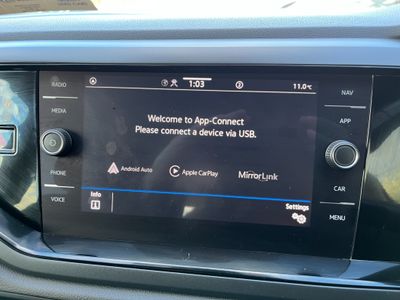 RADIO
MEDIA
PHONE
VOICE
1:03
11.0℃
Welcome to App-Connect
Please connect a device via USB.
Android Auto
Apple CarPlay
MirrorLink
Info
Settings
NAV
APP
CAR
MENU